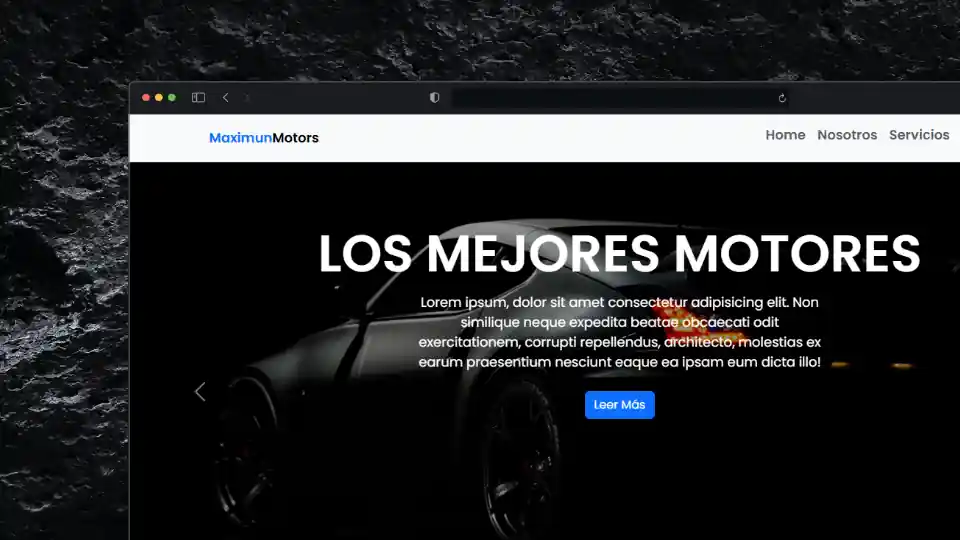 MaximunMotors
Home Nosotros Servicios
LOS MEJORES MOTORES
Lorem ipsum, dolor sit amet consectetur adipisicing elit. Non
similique neque expedita beatae obcaecati odit
exercitationem, corrupti repellendus, architecto, molestias ex
earum praesentium nesciunt eaque ea ipsam eum dicta illo!
Leer Más